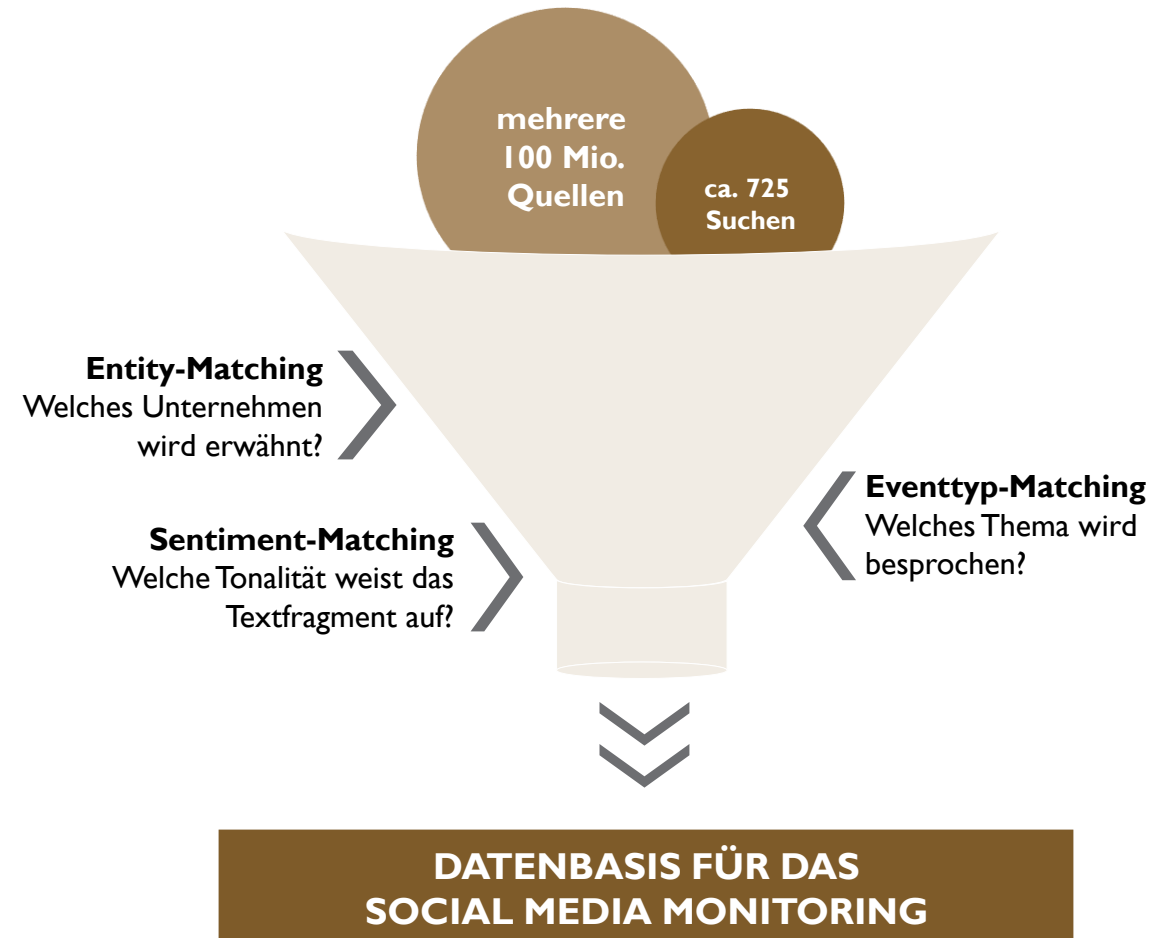 mehrere
100 Mio.
Quellen
ca. 725
Suchen
Entity-Matching
Welches Unternehmen
wird erwähnt?
Eventtyp-Matching
Welches Thema wird
besprochen?
Sentiment-Matching
Welche Tonalität weist das
Textfragment auf?
DATENBASIS FÜR DAS
SOCIAL MEDIA MONITORING